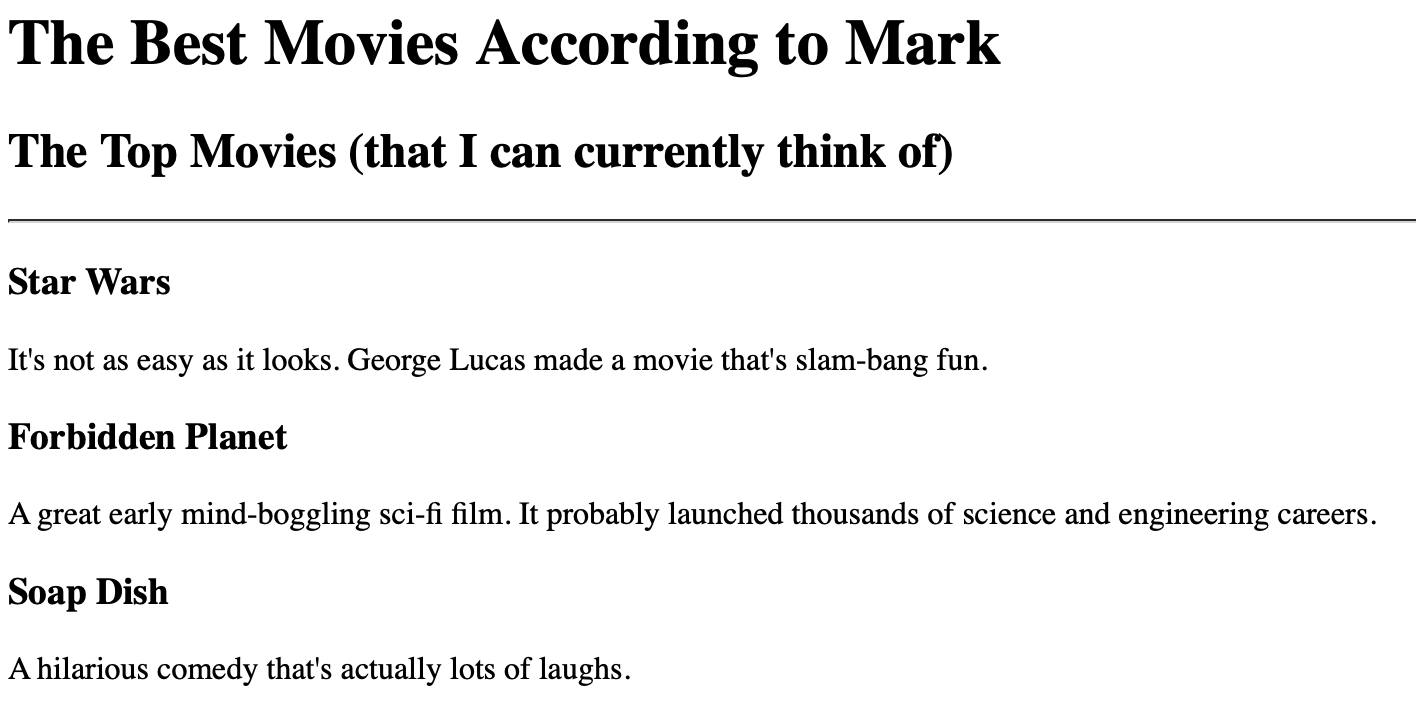 The Best Movies According to Mark
The Top Movies (that I can currently think of)
Star Wars
It's not as easy as it looks. George Lucas made a movie that's slam-bang fun.
Forbidden Planet
A great early mind-boggling sci-fi film. It probably launched thousands of science and engineering careers.
Soap Dish
A hilarious comedy that's actually lots of laughs.